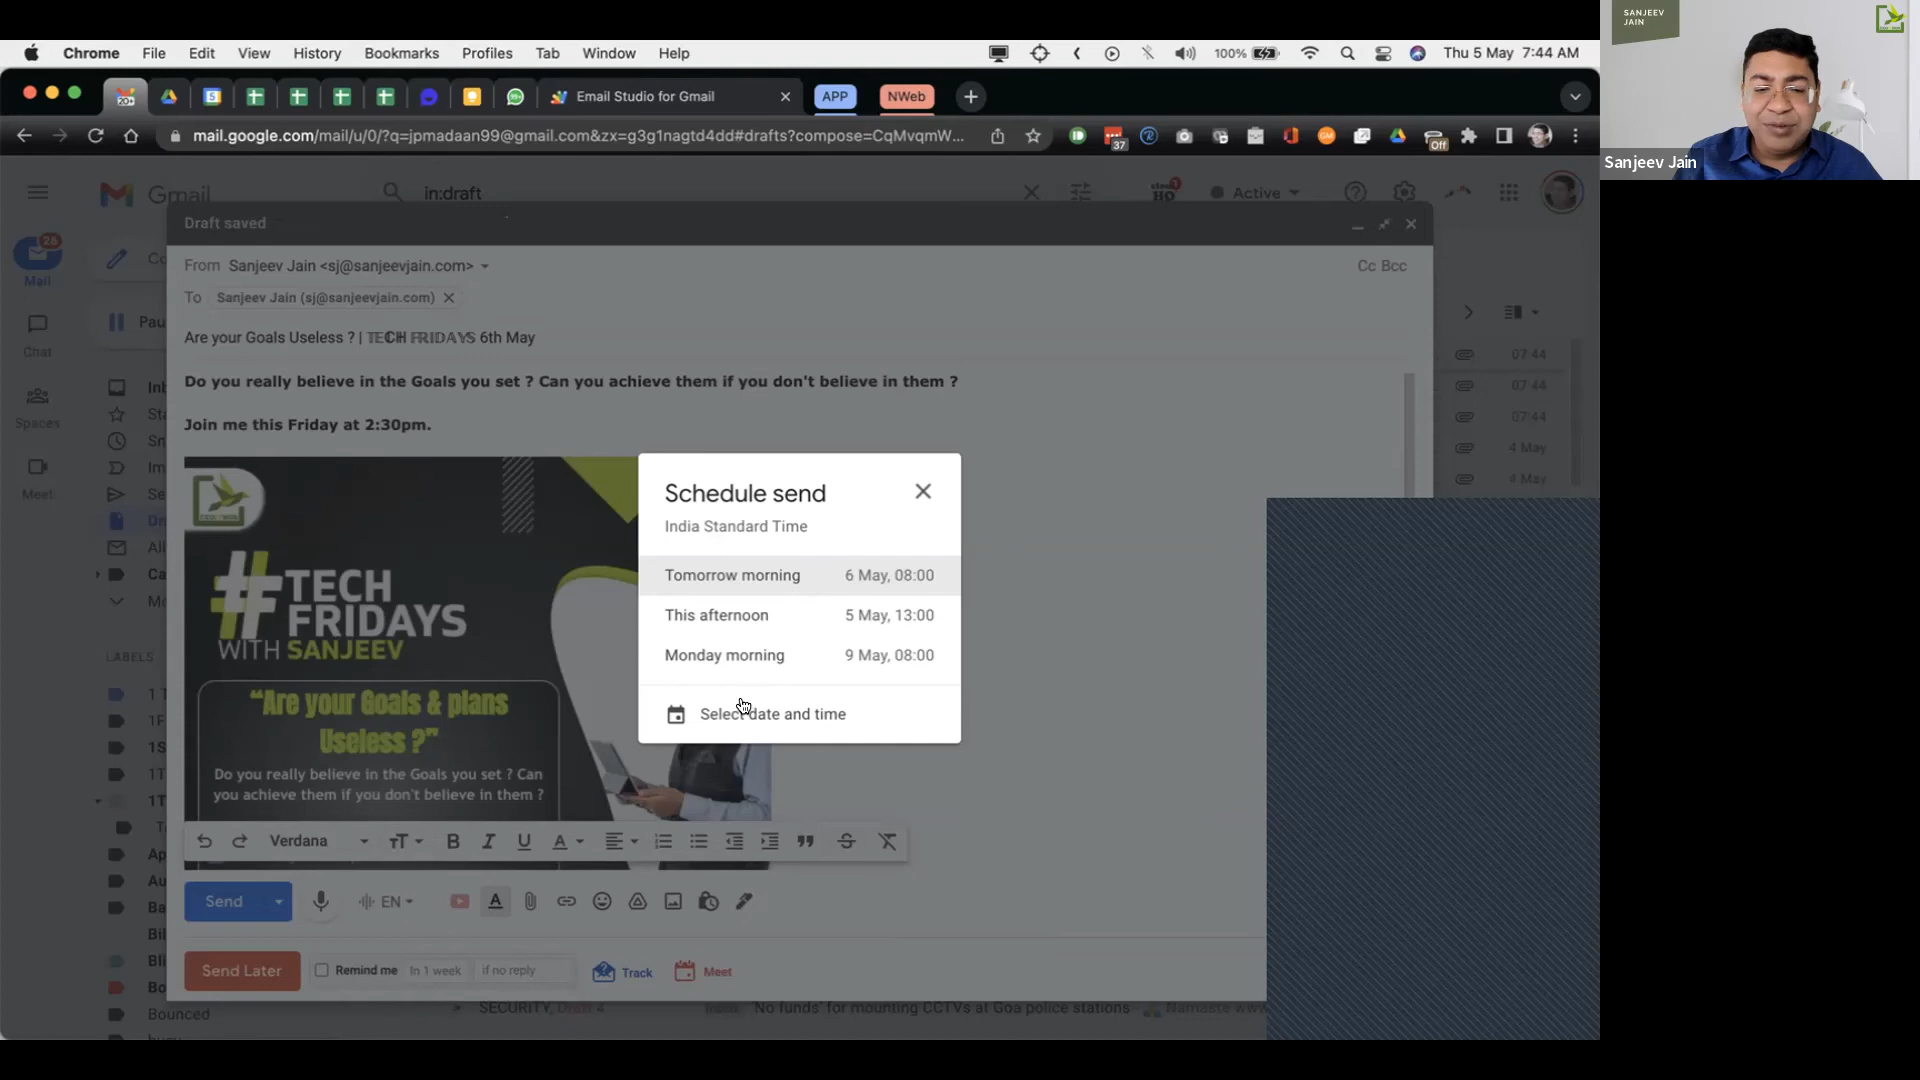 SANJEEV
JAIN
Sanjeev Jain
Chrome File Edit View History Bookmarks Profiles Tab Window Help 100% Thu 5 May 7:44 AM
20+ Email Studio for Gmail APP NWeb
mail.google.com/mail/u/0/?q=jpmadaan99@gmail.com&zx=g3g1nagtd4dd#drafts?compose=CqMvqmW... 37 Off
Gmail in:draft Active
Draft saved
26
Mail
Chat
Spaces
Meet
From Sanjeev Jain <sj@sanjeevjain.com> Cc Bcc
To Sanjeev Jain (sj@sanjeevjain.com)
Are your Goals Useless ? | TECH FRIDAYS 6th May
Do you really believe in the Goals you set ? Can you achieve them if you don't believe in them ?
Join me this Friday at 2:30pm.
07:44
07:44
07:44
4 May
4 May
#TECH
FRIDAYS
WITH SANJEEV
"Are your Goals & plans
Useless ?"
Do you really believe in the Goals you set ? Can
you achieve them if you don't believe in them ?
Schedule send
India Standard Time
Tomorrow morning 6 May, 08:00
This afternoon 5 May, 13:00
Monday morning 9 May, 08:00
Select date and time
LABELS
Bounced
Verdana
Send EN
Send Later Remind me In 1 week if no reply Track Meet
SECURITY, Draft 4 'No funds' for mounting CCTVs at Goa police stations Namaste